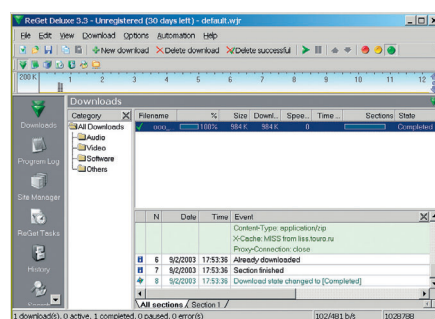 ReGet Deluxe 3.3 - Unregistered (30 days left) - default.wjr
File Edit View Download Options Automation Help
New download Delete download Delete successful
200 K
1 2 3 4 5 6 7 8 9 10 11 12
Downloads
Downloads
Program Log
Site Manager
ReGet Tasks
History
Category
All Downloads
Audio
Video
Software
Others
Filename % Size Downl... Spee... Time ... Sections State
ooo_ 100% 984 K 984 K 0 Completed
N Date Time Event
Content-Type: application/zip
X-Cache: MISS from liss.touro.ru
Proxy-Connection: close
6 9/2/2003 17:53:36 Already downloaded
7 9/2/2003 17:53:36 Section finished
8 9/2/2003 17:53:36 Download state changed to [Completed]
All sections Section 1
1 download(s), 0 active, 1 completed, 0 paused, 0 error(s) 102/481 b/s